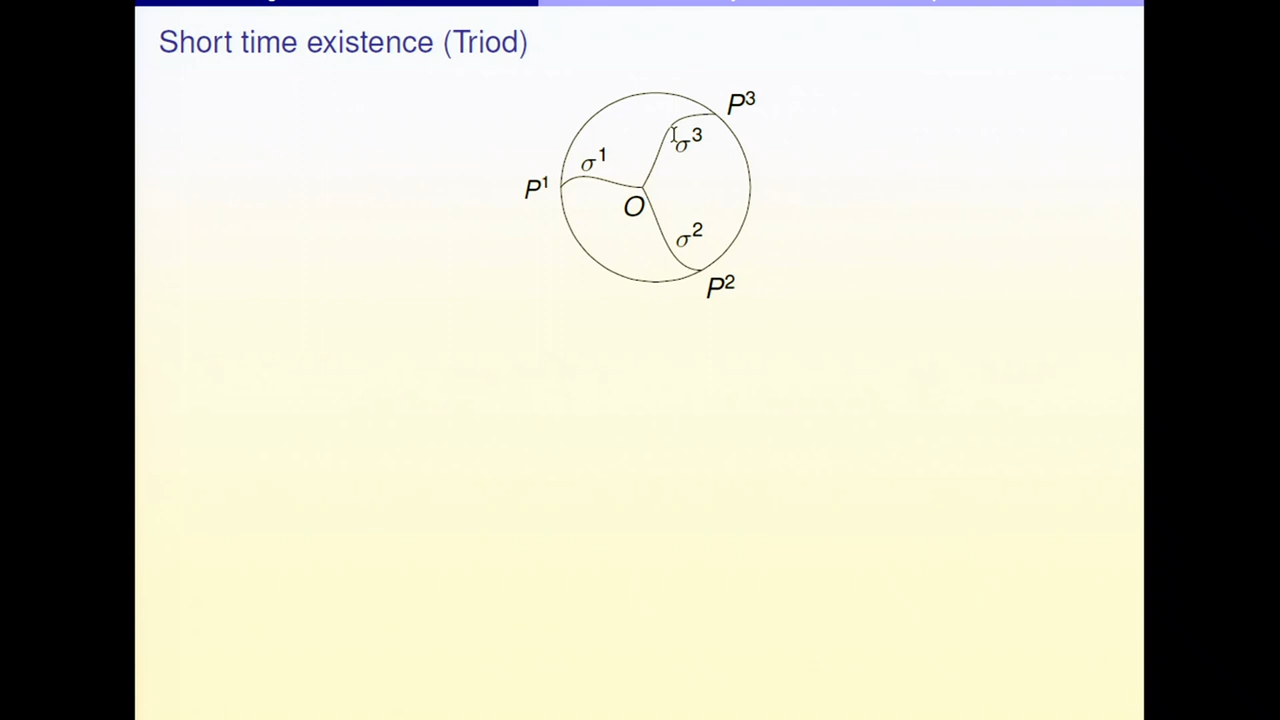 Short time existence (Triod)
P³
σ³
σ¹
P¹
O
σ²
P²